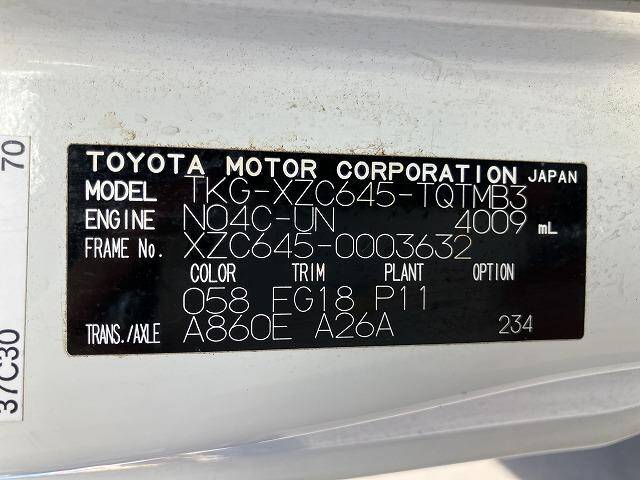 TOYOTA MOTOR CORPORATION JAPAN
MODEL TKG-XZC645-TQTMB3
ENGINE N04C-UN 4009 mL
FRAME No. XZC645-0003632
COLOR TRIM PLANT OPTION
058 FG18 P11
TRANS./AXLE A860E A26A 234
37C30 70